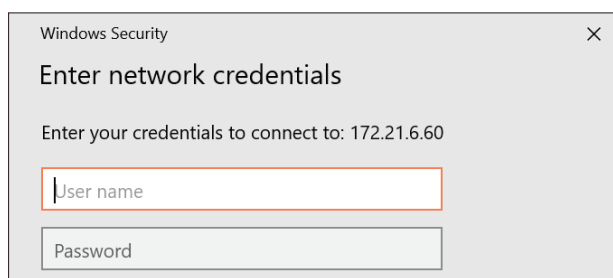 Windows Security
Enter network credentials
Enter your credentials to connect to: 172.21.6.60
User name
Password